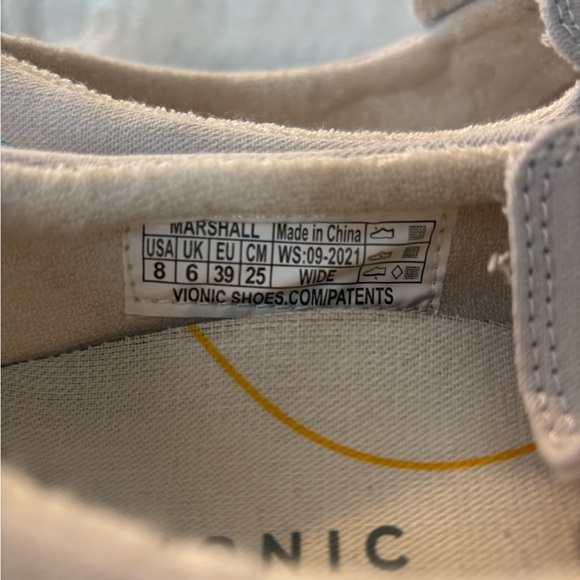 MARSHALL Made in China
USA UK EU CM WS:09-2021
8 6 39 25 WIDE
VIONIC SHOES.COM/PATENTS
ONIC